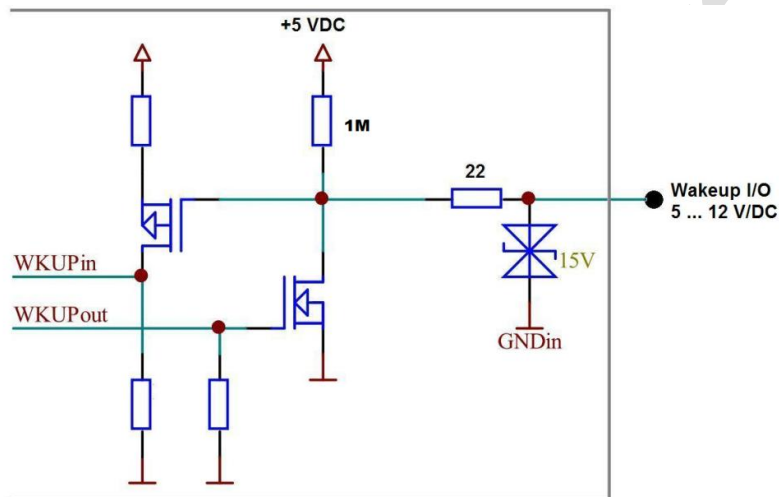 +5 VDC
1M
22
Wakeup I/O
5 ... 12 V/DC
15V
WKUPin
WKUPout
GNDin